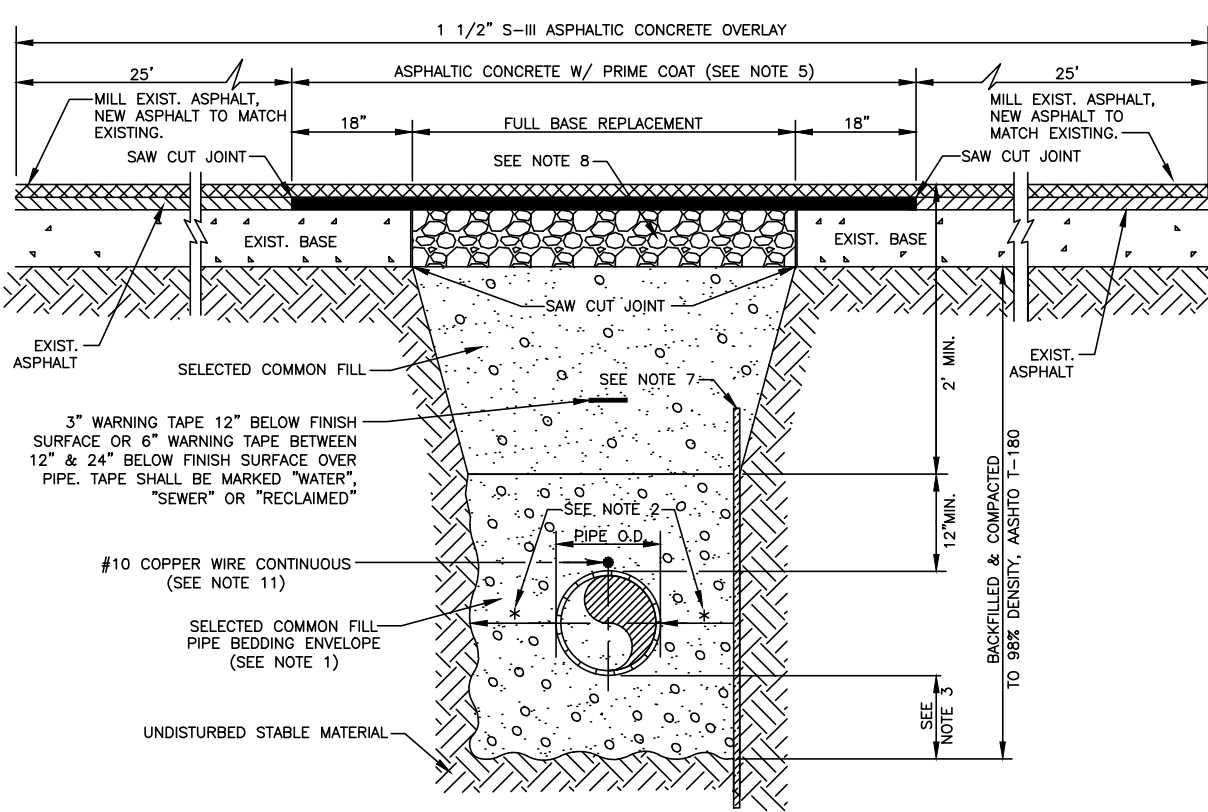 1 1/2" S-III ASPHALTIC CONCRETE OVERLAY
25'
ASPHALTIC CONCRETE W/ PRIME COAT (SEE NOTE 5)
25'
MILL EXIST. ASPHALT,
NEW ASPHALT TO MATCH
EXISTING.
18"
FULL BASE REPLACEMENT
18"
MILL EXIST. ASPHALT,
NEW ASPHALT TO
MATCH EXISTING.
SAW CUT JOINT
SEE NOTE 8
SAW CUT JOINT
EXIST. BASE
EXIST. BASE
SAW CUT JOINT
EXIST.
ASPHALT
SELECTED COMMON FILL
SEE NOTE 7
2' MIN.
EXIST.
ASPHALT
3" WARNING TAPE 12" BELOW FINISH
SURFACE OR 6" WARNING TAPE BETWEEN
12" & 24" BELOW FINISH SURFACE OVER
PIPE. TAPE SHALL BE MARKED "WATER",
"SEWER" OR "RECLAIMED"
SEE NOTE 2
PIPE O.D.
12"MIN.
#10 COPPER WIRE CONTINUOUS
(SEE NOTE 11)
*
*
SELECTED COMMON FILL
PIPE BEDDING ENVELOPE
(SEE NOTE 1)
BACKFILLED & COMPACTED
TO 98% DENSITY, AASHTO T-180
SEE
NOTE 3
UNDISTURBED STABLE MATERIAL